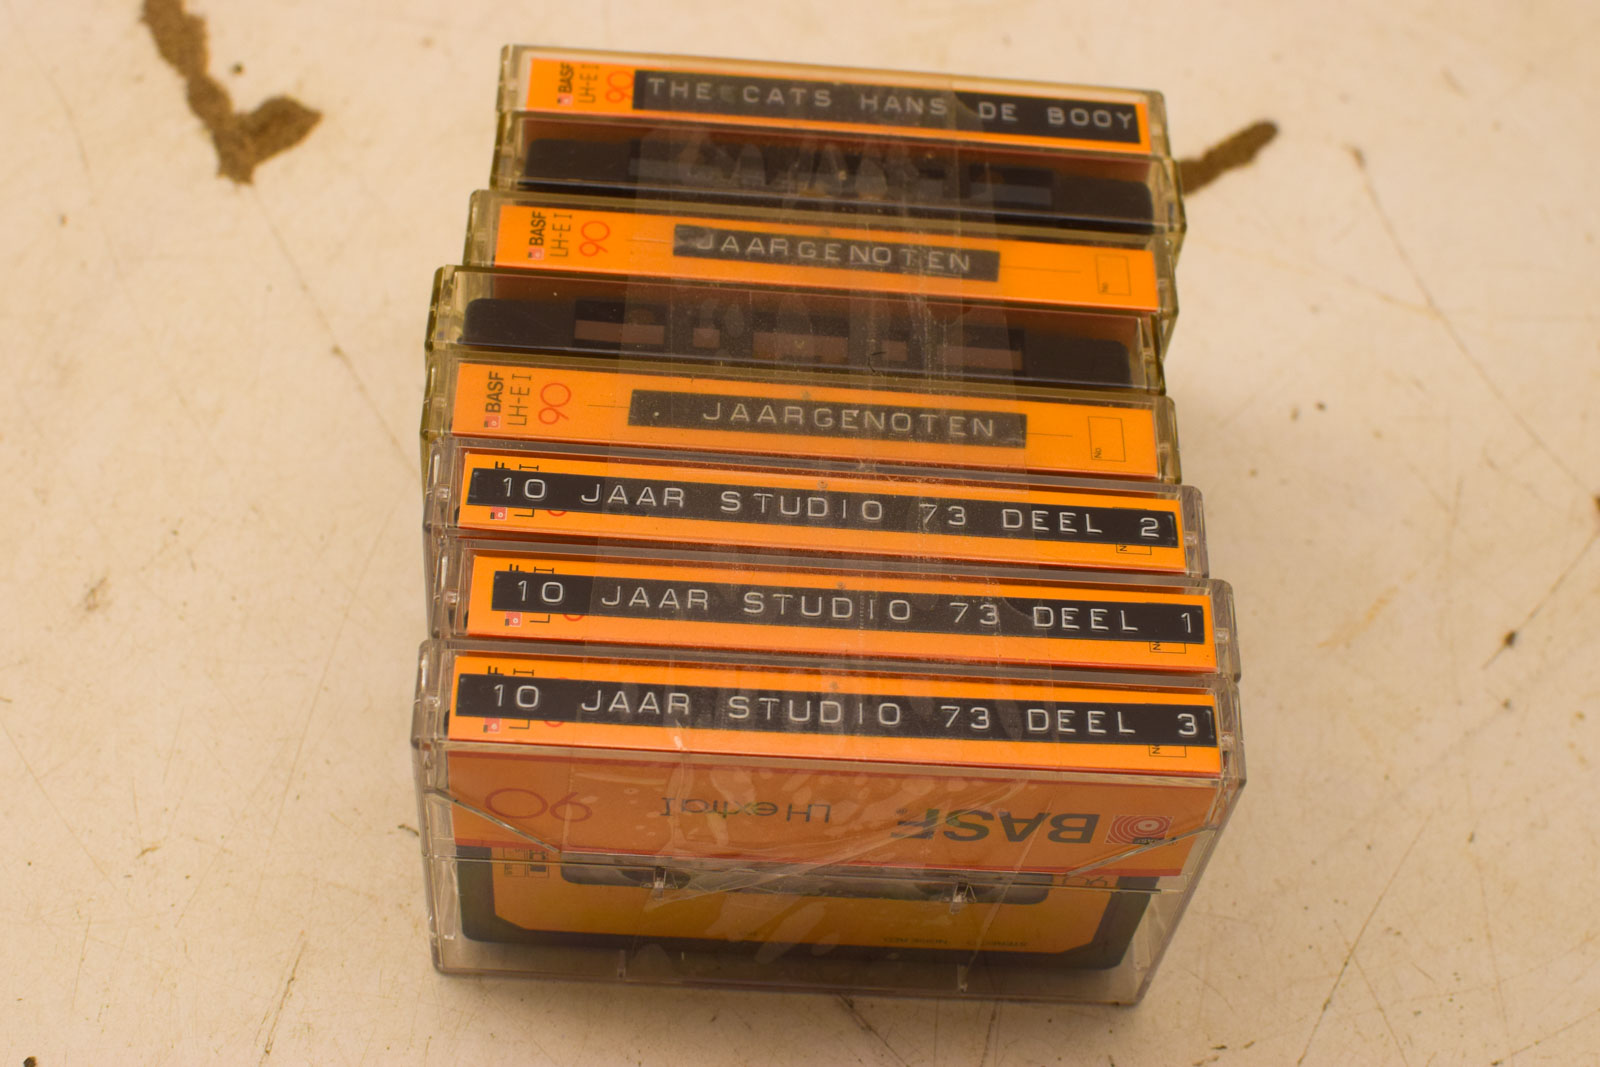 BASF
LH-E I
90
THE CATS HANS DE BOOY
BASF
LH-E I
90
JAARGENOTEN
No.
BASF
LH-E I
90
JAARGENOTEN
No.
10 JAAR STUDIO 73 DEEL 2
10 JAAR STUDIO 73 DEEL 1
10 JAAR STUDIO 73 DEEL 3
BASF LH extra I 90